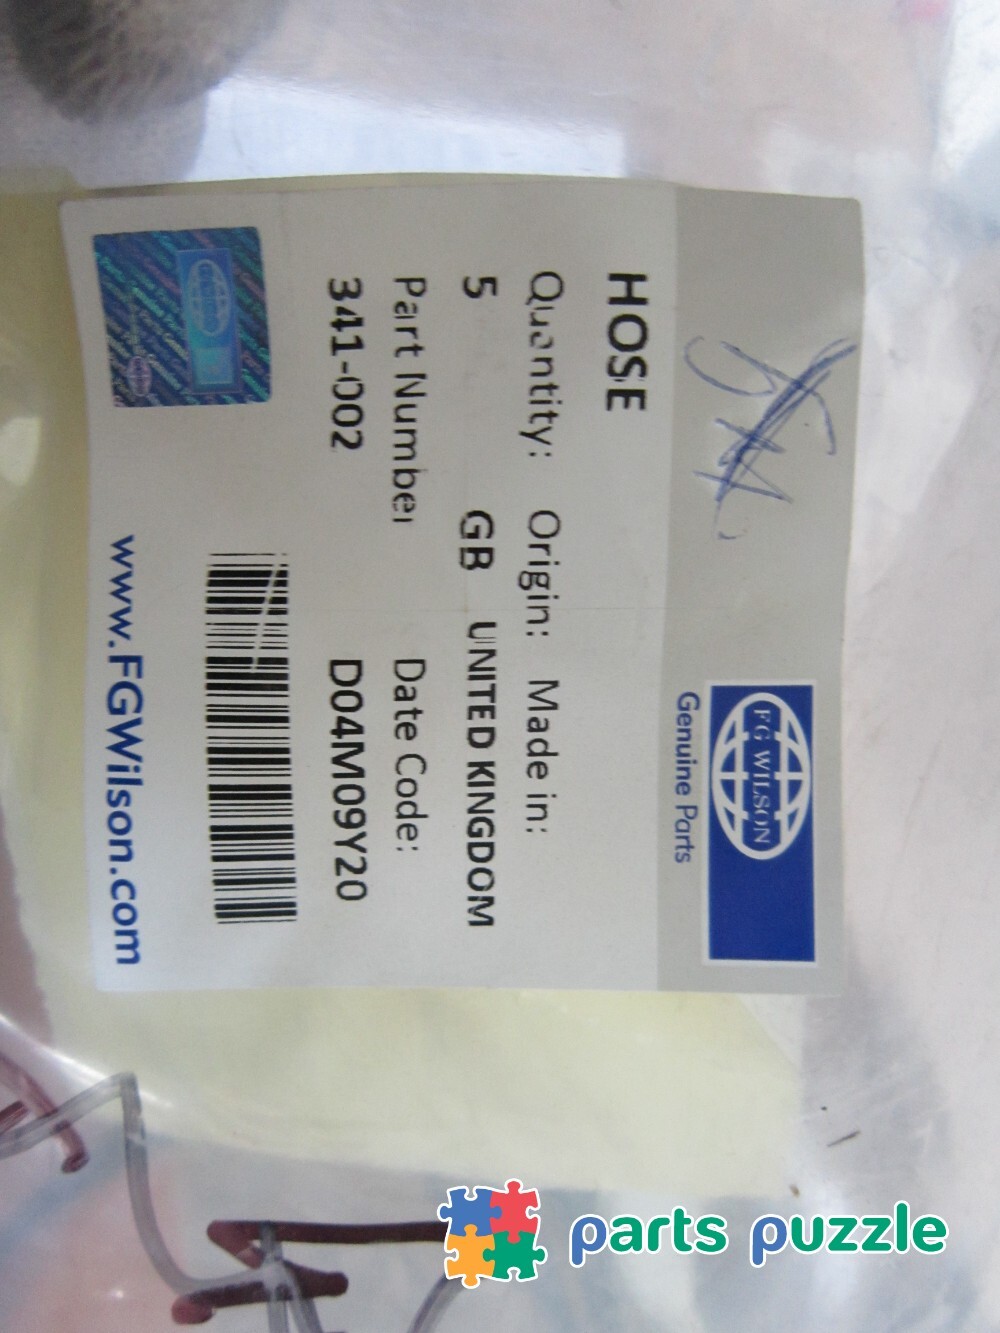 FG WILSON
Genuine Parts
HOSE
Quantity: Origin: Made in:
5 GB UNITED KINGDOM
Part Number Date Code:
341-002 D04M09Y20
www.FGWilson.com
parts puzzle